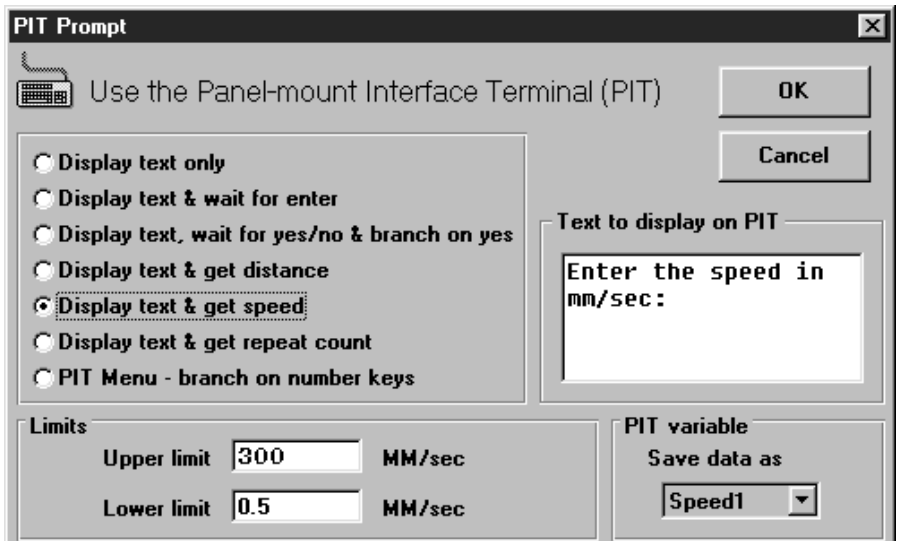 PIT Prompt
Use the Panel-mount Interface Terminal (PIT)
OK
Cancel
Display text only
Display text & wait for enter
Display text, wait for yes/no & branch on yes
Display text & get distance
Display text & get speed
Display text & get repeat count
PIT Menu - branch on number keys
Text to display on PIT
Enter the speed in
mm/sec:
Limits
Upper limit 300 MM/sec
Lower limit 0.5 MM/sec
PIT variable
Save data as
Speed1